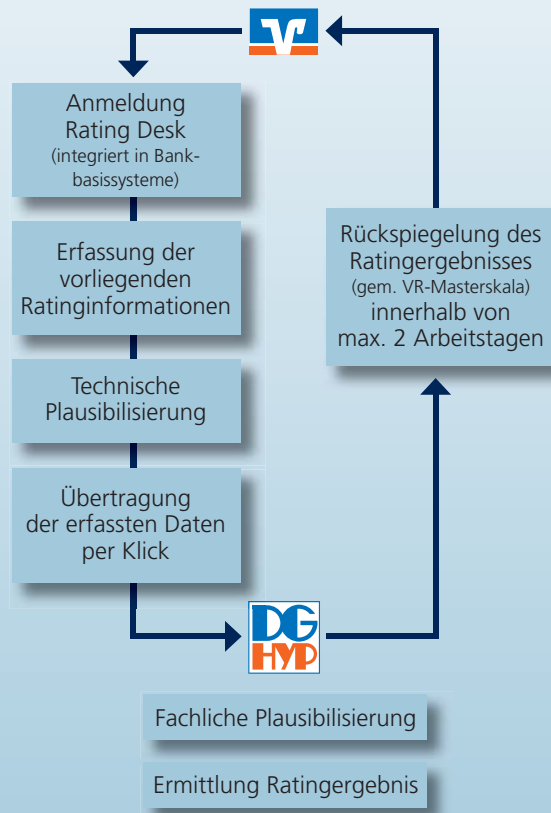 Anmeldung
Rating Desk
(integriert in Bank-
basissysteme)
Erfassung der
vorliegenden
Ratinginformationen
Technische
Plausibilisierung
Übertragung
der erfassten Daten
per Klick
DG
HYP
Fachliche Plausibilisierung
Ermittlung Ratingergebnis
Rückspiegelung des
Ratingergebnisses
(gem. VR-Masterskala)
innerhalb von
max. 2 Arbeitstagen